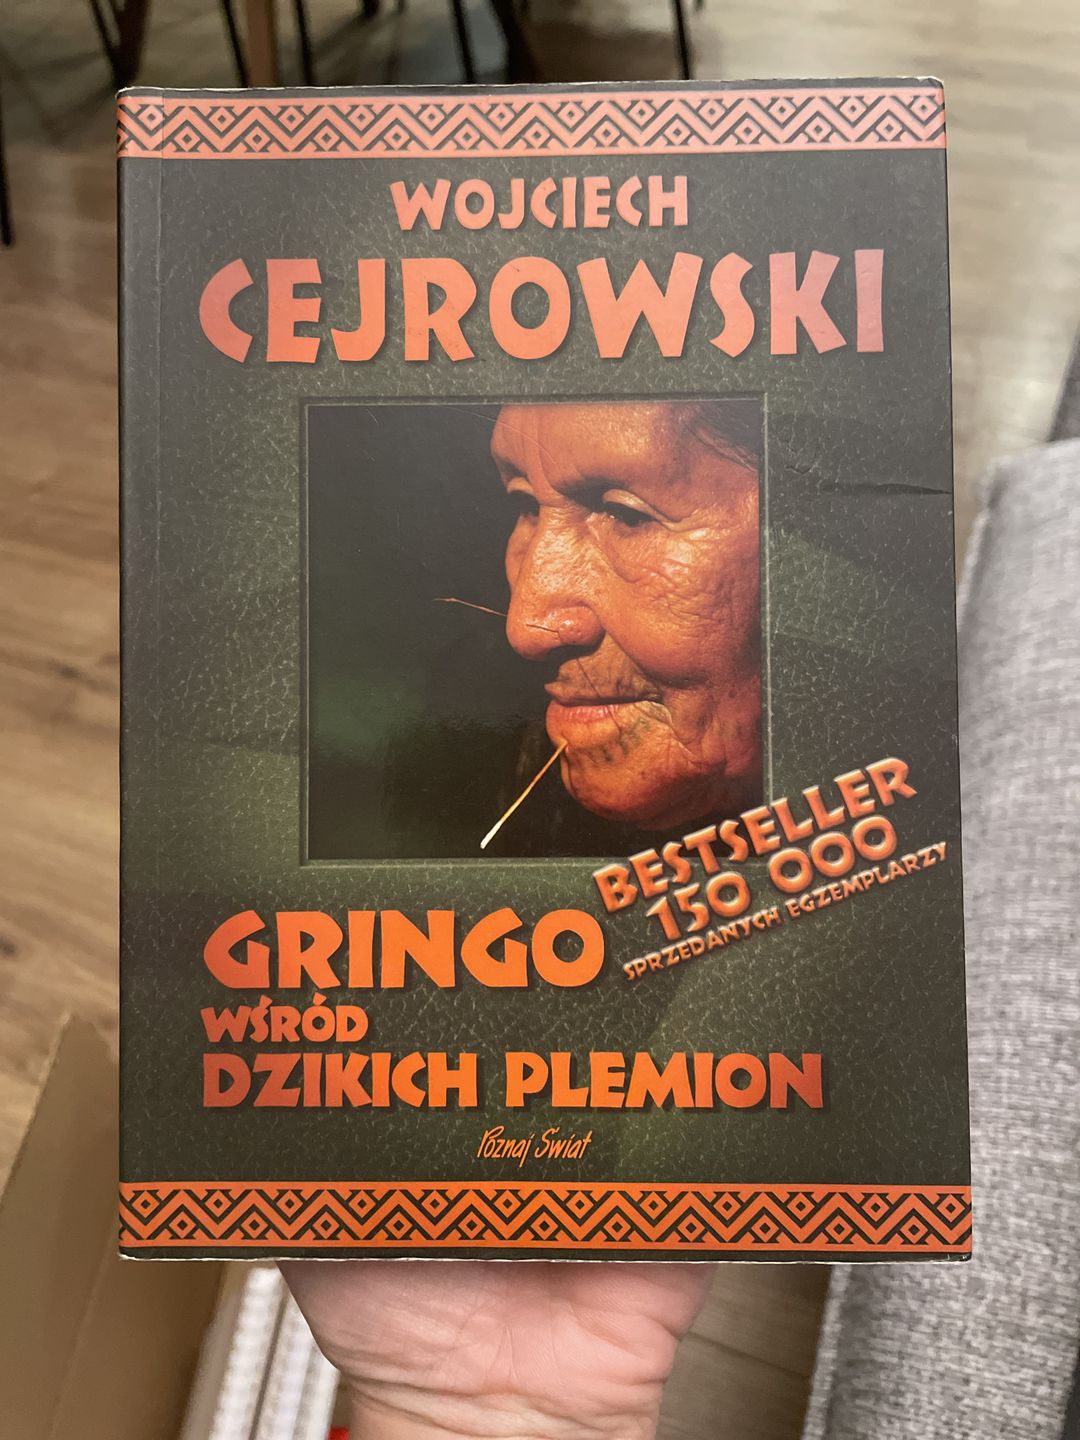 WOJCIECH
CEJROWSKI
BESTSELLER
150 000
SPRZEDANYCH EGZEMPLARZY
GRINGO
WŚRÓD
DZIKICH PLEMION
Poznaj Świat